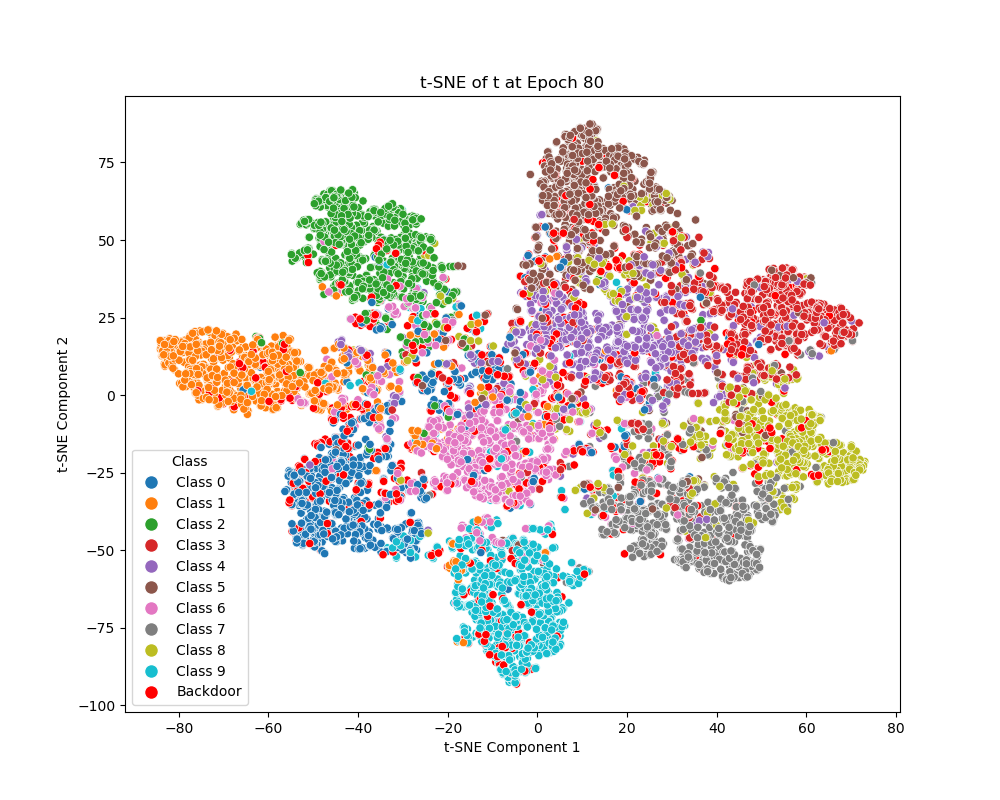 t-SNE of t at Epoch 80
t-SNE Component 2
75
50
25
0
−25
−50
−75
−100
Class
Class 0
Class 1
Class 2
Class 3
Class 4
Class 5
Class 6
Class 7
Class 8
Class 9
Backdoor
−80 −60 −40 −20 0 20 40 60 80
t-SNE Component 1